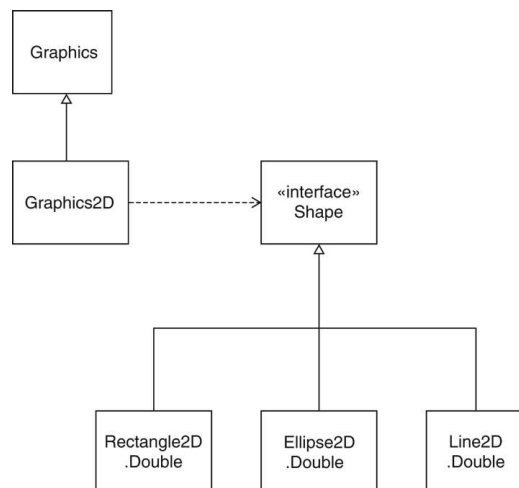 Graphics
Graphics2D
«interface»
Shape
Rectangle2D
.Double
Ellipse2D
.Double
Line2D
.Double